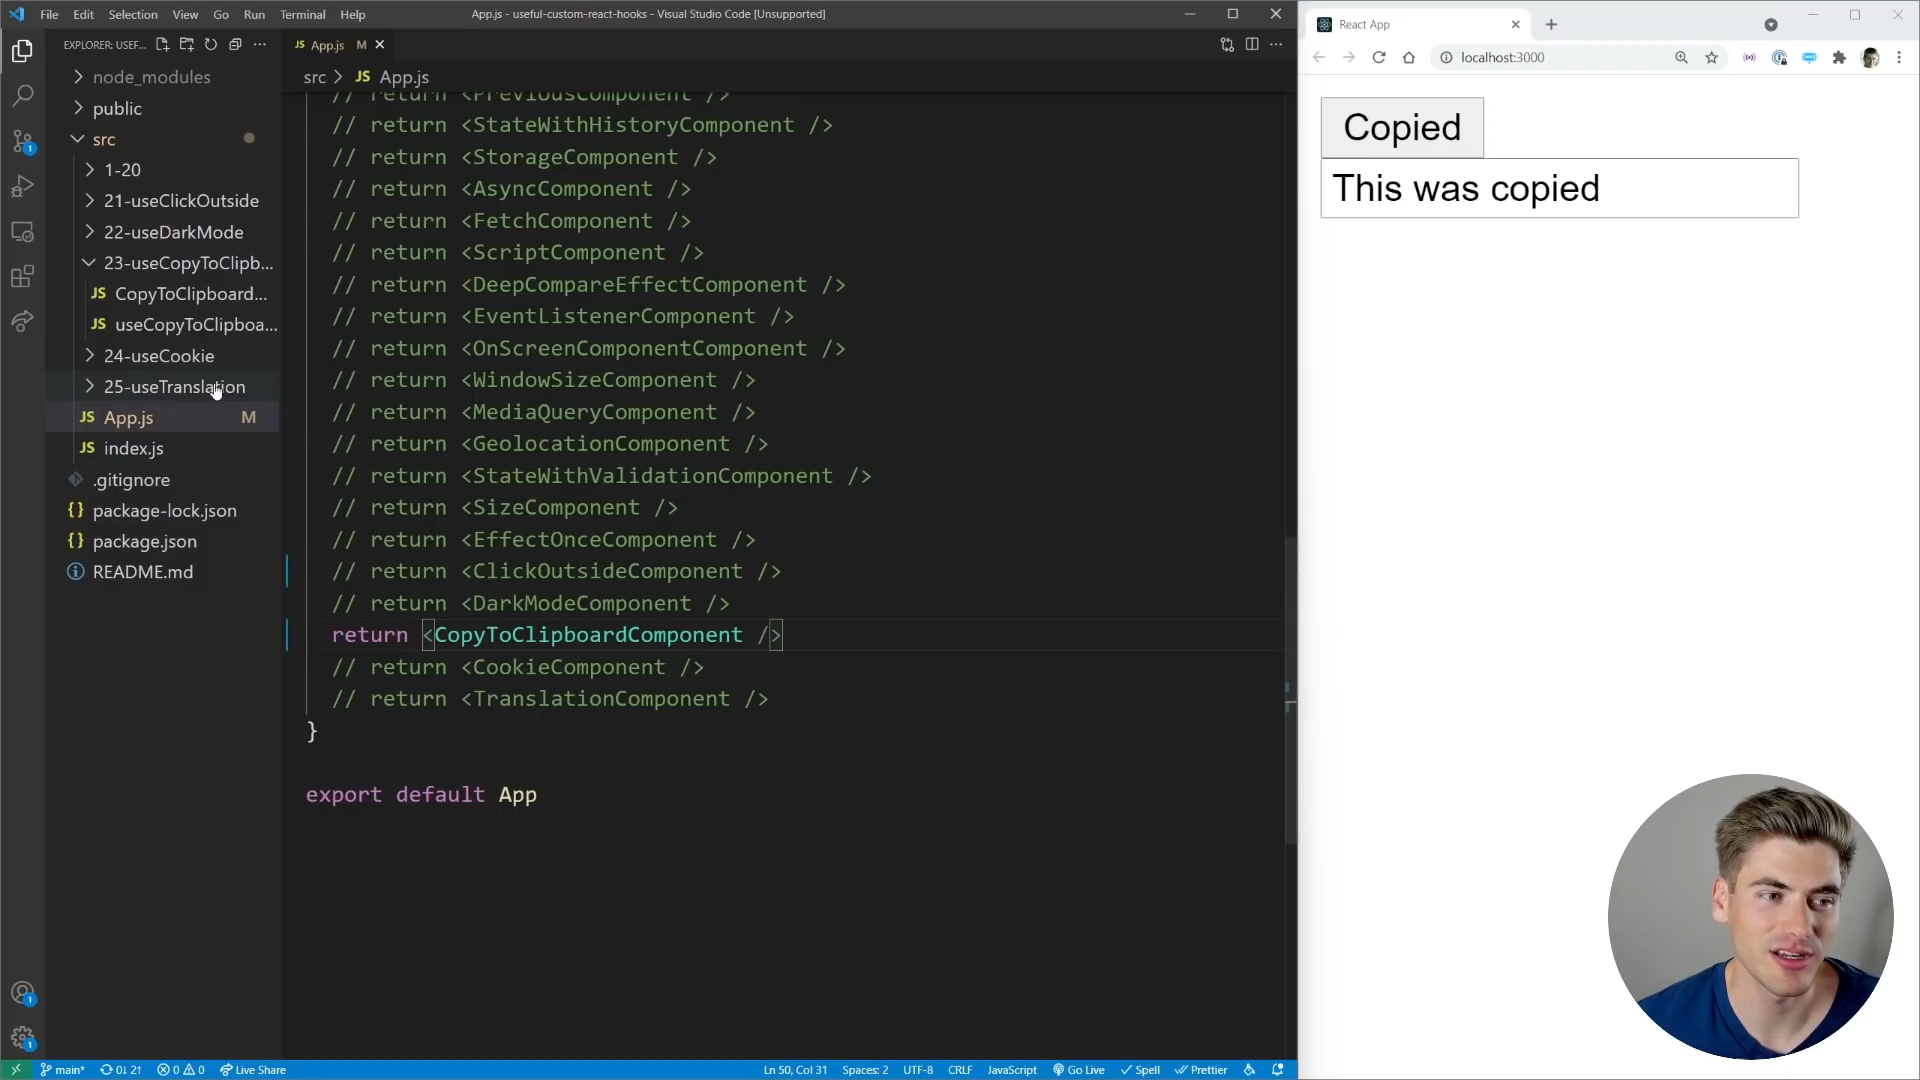 File Edit Selection View Go Run Terminal Help
App.js - useful-custom-react-hooks - Visual Studio Code [Unsupported]
EXPLORER: USEF...
node_modules
public
src
1-20
21-useClickOutside
22-useDarkMode
23-useCopyToClipb...
JS CopyToClipboard...
JS useCopyToClipboa...
24-useCookie
25-useTranslation
JS App.js M
JS index.js
.gitignore
{} package-lock.json
{} package.json
README.md
JS App.js M
src > JS App.js
// return <PreviousComponent />
// return <StateWithHistoryComponent />
// return <StorageComponent />
// return <AsyncComponent />
// return <FetchComponent />
// return <ScriptComponent />
// return <DeepCompareEffectComponent />
// return <EventListenerComponent />
// return <OnScreenComponentComponent />
// return <WindowSizeComponent />
// return <MediaQueryComponent />
// return <GeolocationComponent />
// return <StateWithValidationComponent />
// return <SizeComponent />
// return <EffectOnceComponent />
// return <ClickOutsideComponent />
// return <DarkModeComponent />
return <CopyToClipboardComponent />
// return <CookieComponent />
// return <TranslationComponent />
}
export default App
1
1
1
main* 0↓ 2↑ 0 0 Live Share
Ln 50, Col 31 Spaces: 2 UTF-8 CRLF JavaScript Go Live Spell Prettier
React App
localhost:3000
Copied
This was copied